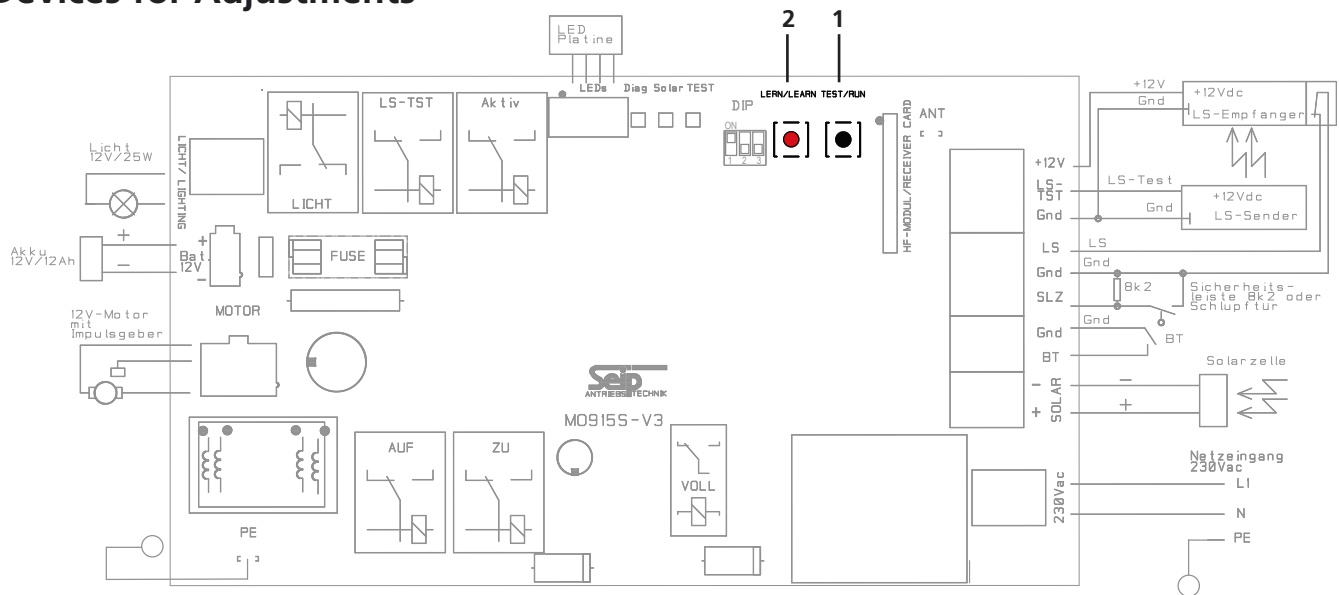 Devices for Adjustments
2 1
LED
Platine
LEDs Diag Solar TEST
LERN/LEARN TEST/RUN
DIP
ON
1 2 3
ANT
HF-MODUL/RECEIVER CARD
LICHT/ LIGHTING
LICHT
LS-TST
Aktiv
Licht
12V/25W
+
-
Akku
12V/12Ah
+
Bat.
12V
-
FUSE
MOTOR
12V-Motor
mit
Impulsgeber
Seip
ANTRIEBSTECHNIK
M0915S-V3
AUF
ZU
VOLL
PE
+12V
Gnd
+12Vdc
LS-Empfanger
+12V
LS-
TST
LS-Test
Gnd
Gnd
+12Vdc
LS-Sender
LS
LS
Gnd
Gnd
SLZ
8k2
Sicherheits-
leiste 8k2 oder
Schlupftür
Gnd
Gnd
BT
BT
Solarzelle
-
+
SOLAR
-
+
Netzeingang
230Vac
230Vac
L1
N
PE